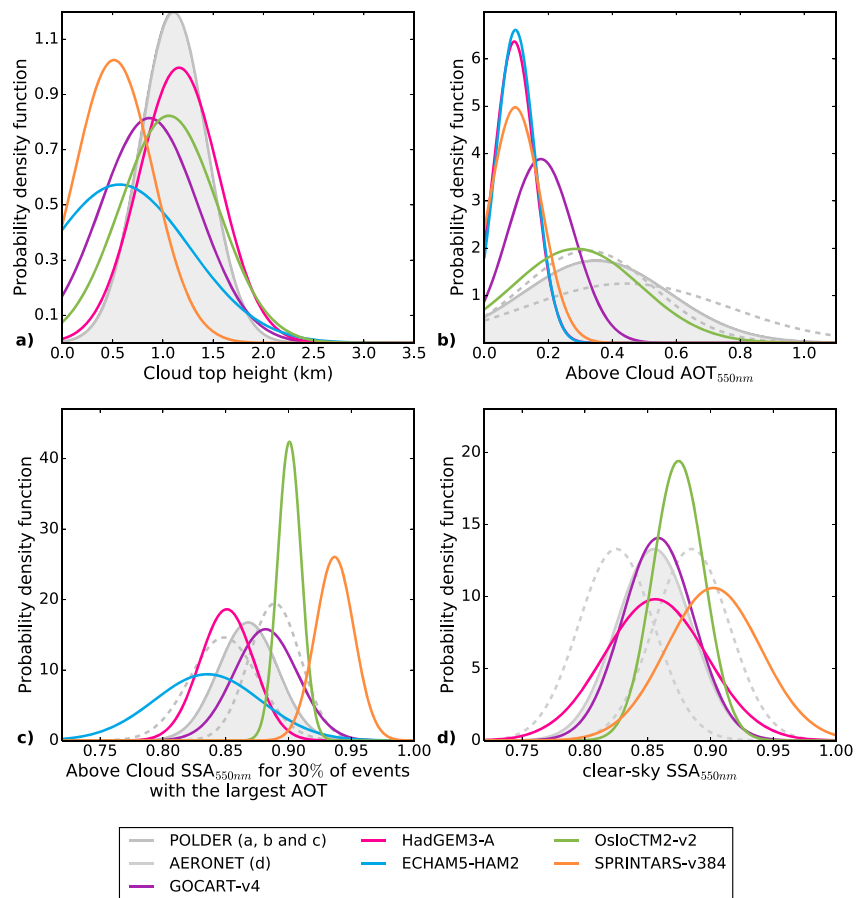 1.1
0.9
0.7
0.5
0.3
0.1
Probability density function
a)
0.0 0.5 1.0 1.5 2.0 2.5 3.0 3.5
Cloud top height (km)
6
5
4
3
2
1
Probability density function
b)
0.0 0.2 0.4 0.6 0.8 1.0
Above Cloud AOT550nm
40
30
20
10
0
Probability density function
c)
0.75 0.80 0.85 0.90 0.95 1.00
Above Cloud SSA550nm for 30% of events
with the largest AOT
20
15
10
5
0
Probability density function
d)
0.75 0.80 0.85 0.90 0.95 1.00
clear-sky SSA550nm
POLDER (a, b and c) HadGEM3-A OsloCTM2-v2
AERONET (d) ECHAM5-HAM2 SPRINTARS-v384
GOCART-v4